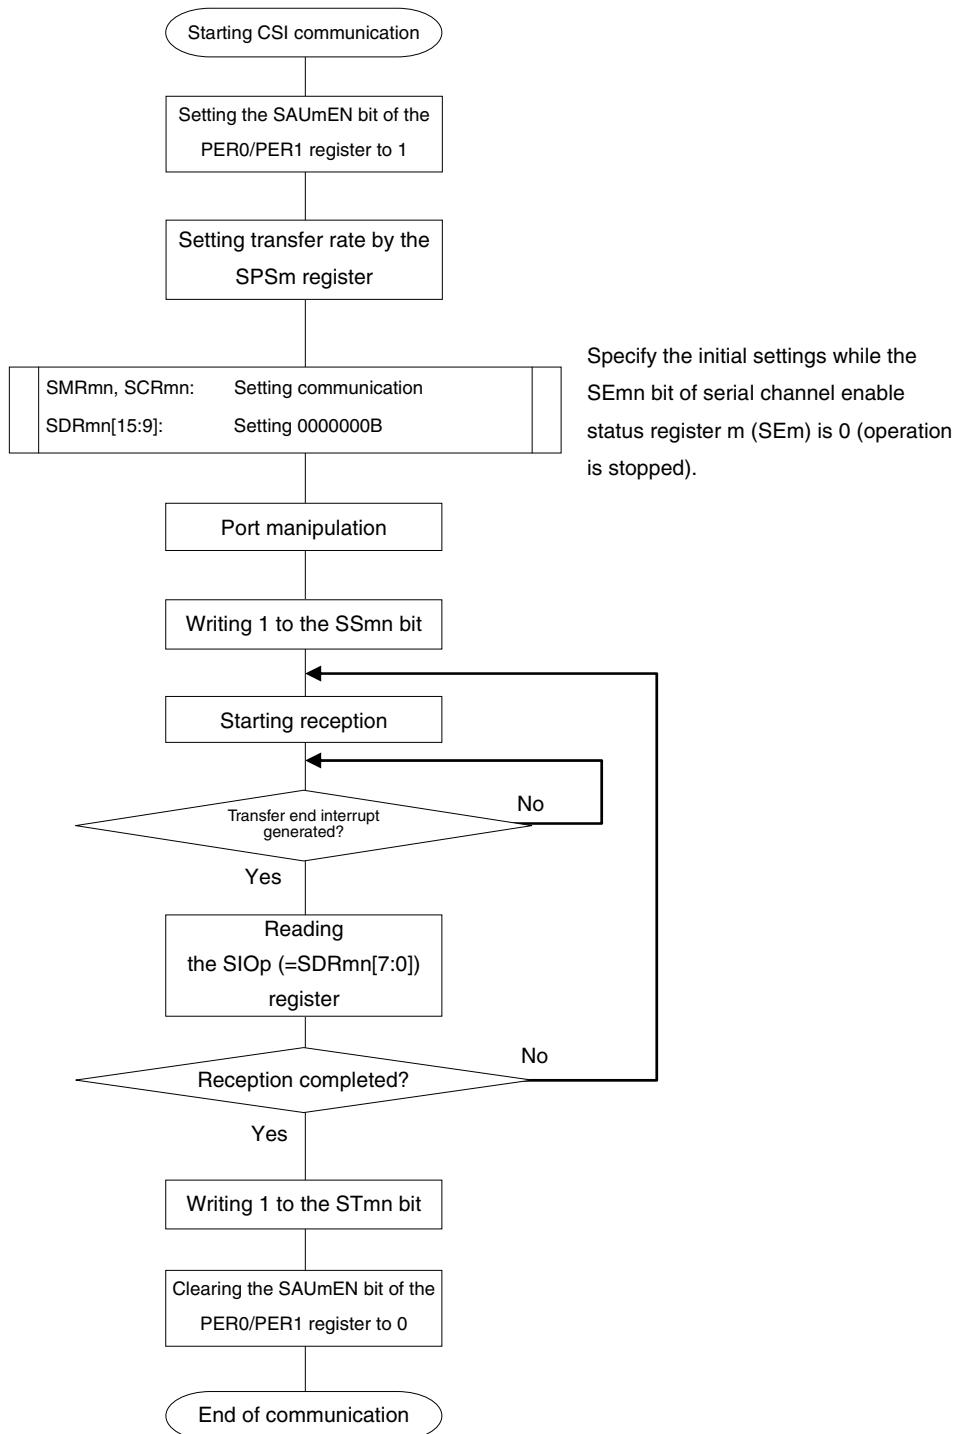 Starting CSI communication
Setting the SAUmEN bit of the
PER0/PER1 register to 1
Setting transfer rate by the
SPSm register
SMRmn, SCRmn: Setting communication
SDRmn[15:9]: Setting 0000000B
Specify the initial settings while the
SEmn bit of serial channel enable
status register m (SEm) is 0 (operation
is stopped).
Port manipulation
Writing 1 to the SSmn bit
Starting reception
Transfer end interrupt
generated?
No
Yes
Reading
the SIOp (=SDRmn[7:0])
register
Reception completed?
No
Yes
Writing 1 to the STmn bit
Clearing the SAUmEN bit of the
PER0/PER1 register to 0
End of communication